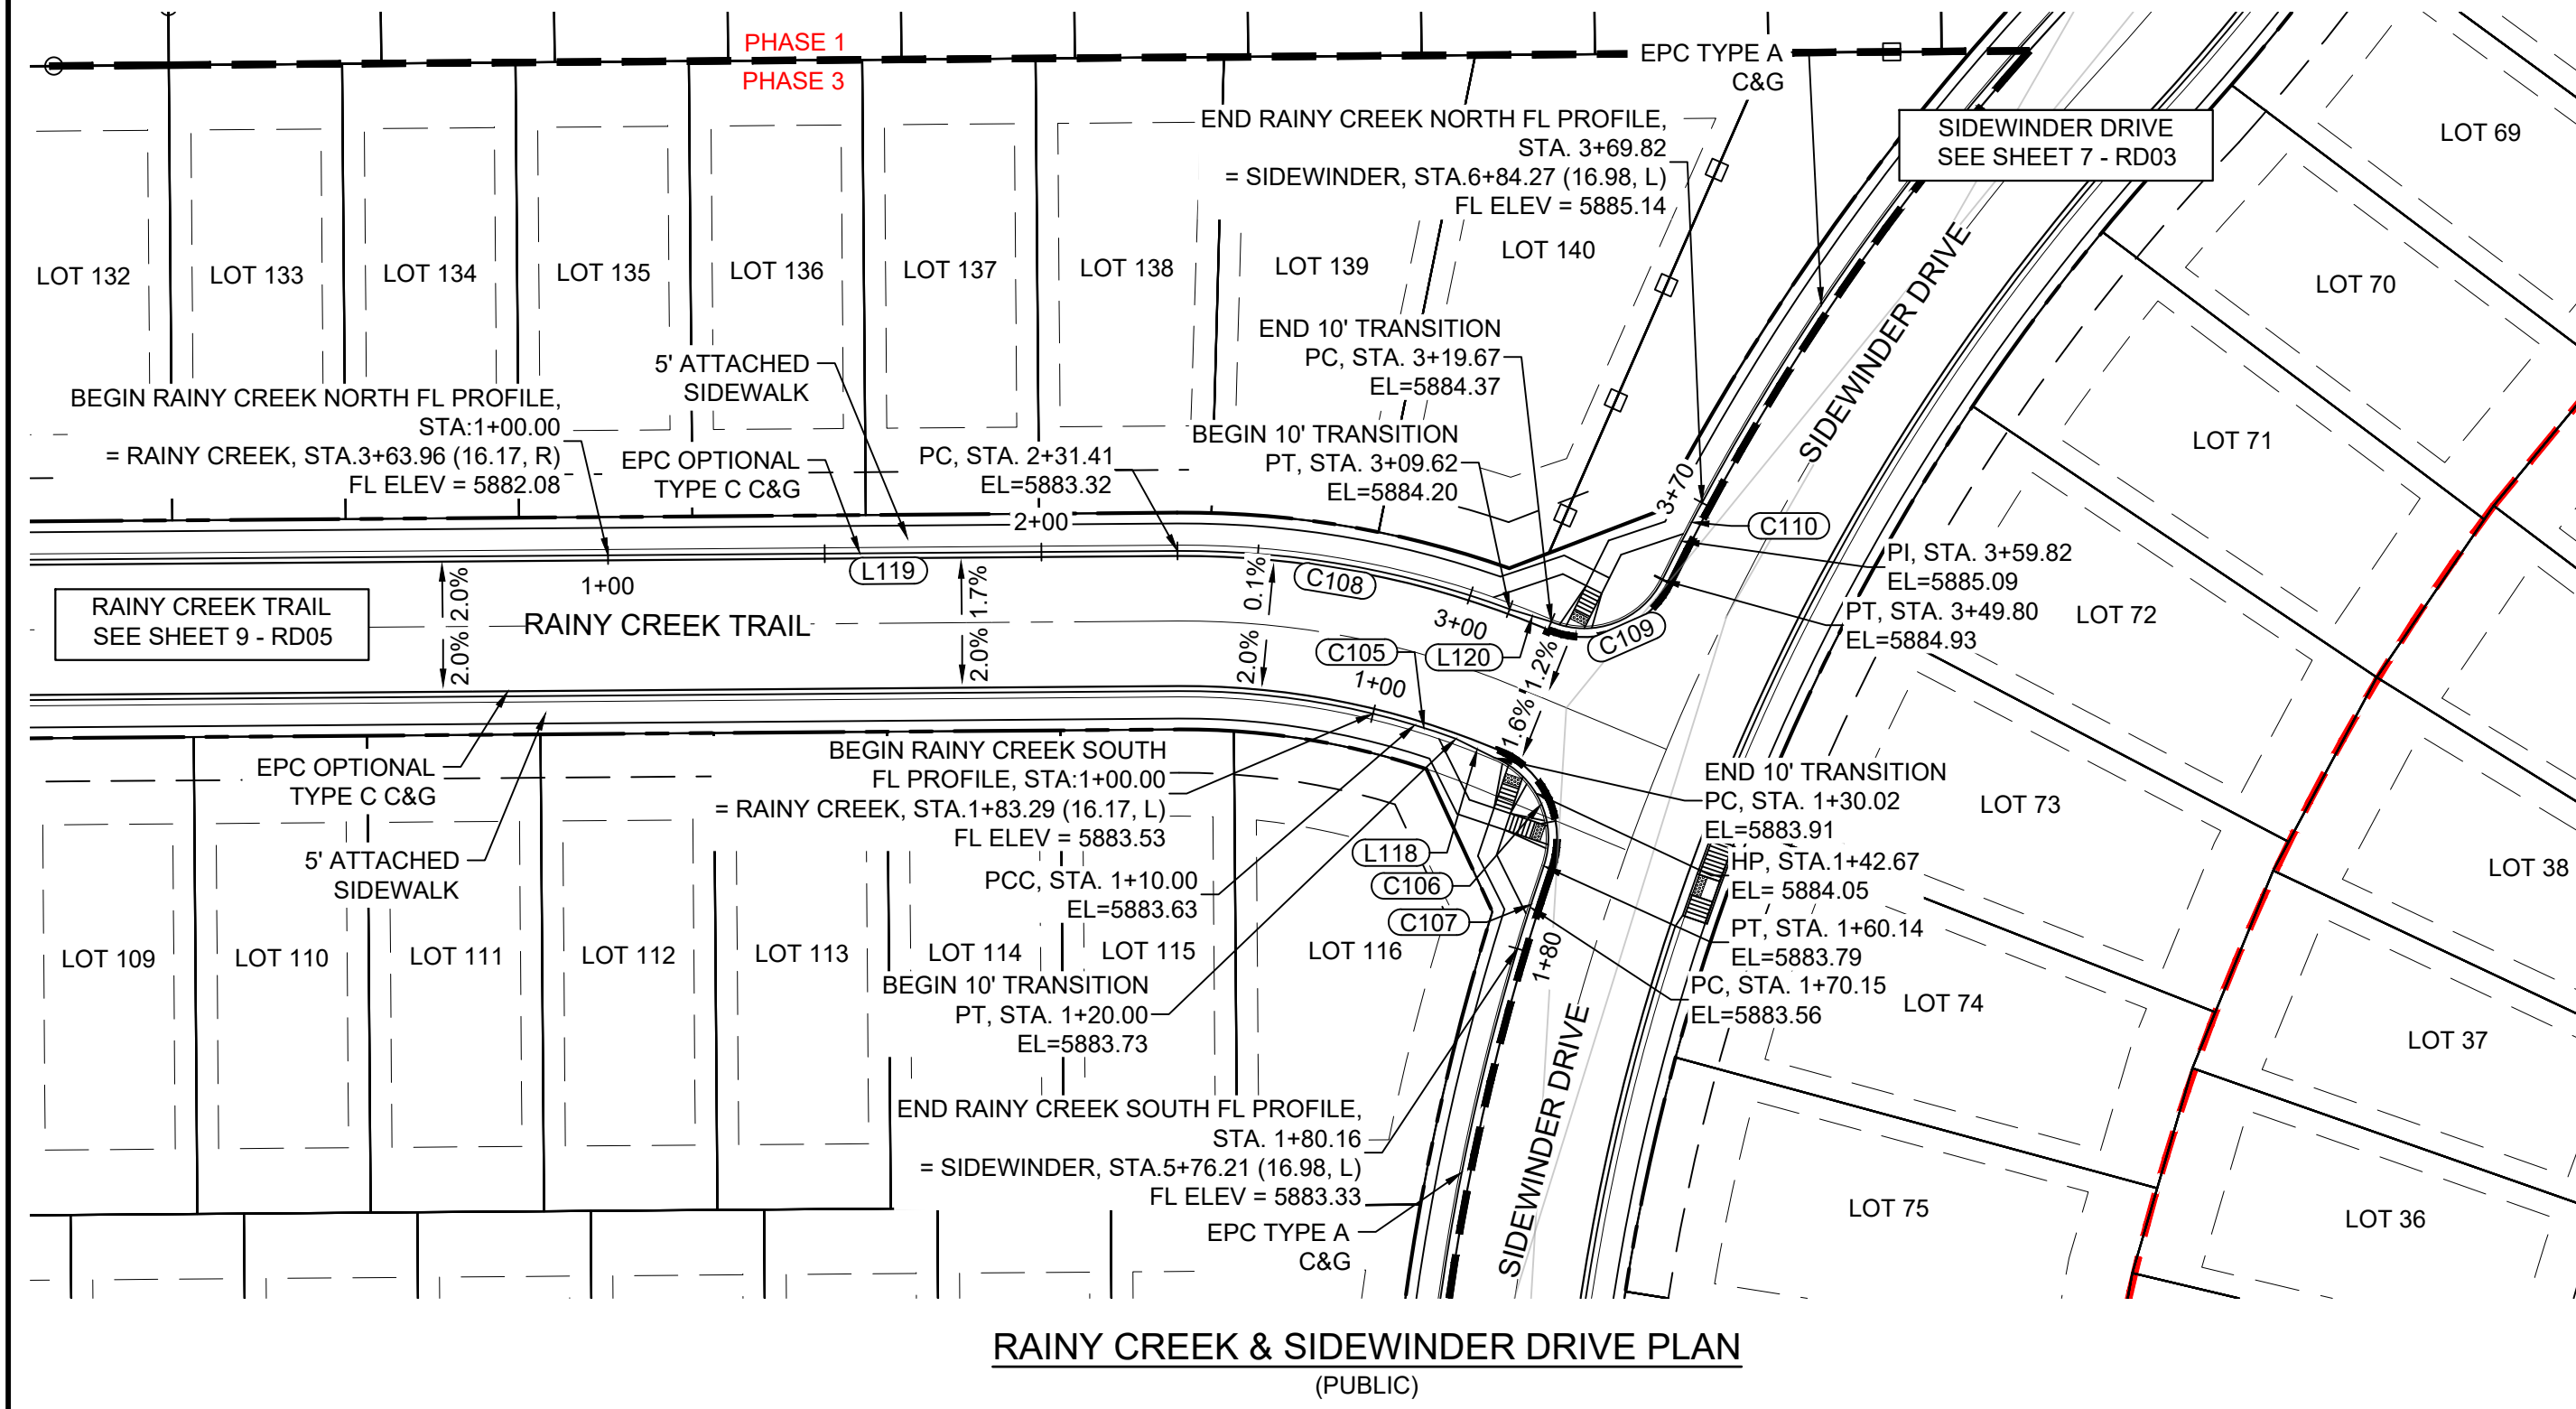 PHASE 1
PHASE 3
EPC TYPE A
C&G
END RAINY CREEK NORTH FL PROFILE,
STA. 3+69.82
= SIDEWINDER, STA.6+84.27 (16.98, L)
FL ELEV = 5885.14
SIDEWINDER DRIVE
SEE SHEET 7 - RD03
LOT 69
LOT 70
LOT 71
LOT 72
LOT 73
LOT 74
LOT 75
LOT 38
LOT 37
LOT 36
LOT 132
LOT 133
LOT 134
LOT 135
LOT 136
LOT 137
LOT 138
LOT 139
LOT 140
SIDEWINDER DRIVE
END 10' TRANSITION
PC, STA. 3+19.67
EL=5884.37
5' ATTACHED
SIDEWALK
BEGIN RAINY CREEK NORTH FL PROFILE,
STA:1+00.00
= RAINY CREEK, STA.3+63.96 (16.17, R)
FL ELEV = 5882.08
EPC OPTIONAL
TYPE C C&G
PC, STA. 2+31.41
EL=5883.32
BEGIN 10' TRANSITION
PT, STA. 3+09.62
EL=5884.20
3+70
C110
2+00
PI, STA. 3+59.82
EL=5885.09
PT, STA. 3+49.80
EL=5884.93
L119
1+00
C108
3+00
C109
RAINY CREEK TRAIL
SEE SHEET 9 - RD05
2.0%
2.0%
RAINY CREEK TRAIL
1.7%
2.0%
0.1%
2.0%
C105
L120
1+00
1.2%
1.6%
EPC OPTIONAL
TYPE C C&G
5' ATTACHED
SIDEWALK
BEGIN RAINY CREEK SOUTH
FL PROFILE, STA:1+00.00
= RAINY CREEK, STA.1+83.29 (16.17, L)
FL ELEV = 5883.53
PCC, STA. 1+10.00
EL=5883.63
L118
C106
C107
END 10' TRANSITION
PC, STA. 1+30.02
EL=5883.91
HP, STA.1+42.67
EL= 5884.05
PT, STA. 1+60.14
EL=5883.79
PC, STA. 1+70.15
EL=5883.56
LOT 109
LOT 110
LOT 111
LOT 112
LOT 113
LOT 114
LOT 115
LOT 116
1+80
BEGIN 10' TRANSITION
PT, STA. 1+20.00
EL=5883.73
END RAINY CREEK SOUTH FL PROFILE,
STA. 1+80.16
= SIDEWINDER, STA.5+76.21 (16.98, L)
FL ELEV = 5883.33
EPC TYPE A
C&G
SIDEWINDER DRIVE
RAINY CREEK & SIDEWINDER DRIVE PLAN
(PUBLIC)